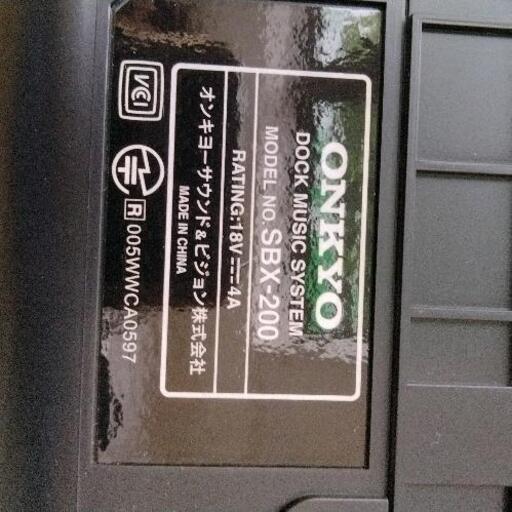 ONKYO
DOCK MUSIC SYSTEM
MODEL NO. SBX-200
RATING:18V⎓4A
オンキヨーサウンド&ビジョン株式会社
MADE IN CHINA
VCCI
R 005WWCA0597